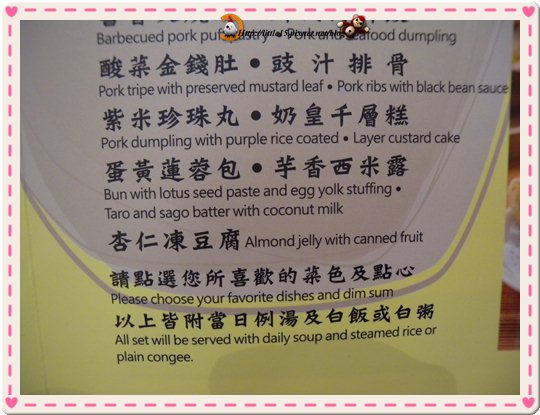 Barbecued pork puff pastry • Pork and seafood dumpling
酸菜金錢肚 • 豉汁排骨
Pork tripe with preserved mustard leaf • Pork ribs with black bean sauce
紫米珍珠丸 • 奶皇千層糕
Pork dumpling with purple rice coated • Layer custard cake
蛋黃蓮蓉包 • 芋香西米露
Bun with lotus seed paste and egg yolk stuffing •
Taro and sago batter with coconut milk
杏仁凍豆腐 Almond jelly with canned fruit
請點選您所喜歡的菜色及點心
Please choose your favorite dishes and dim sum
以上皆附當日例湯及白飯或白粥
All set will be served with daily soup and steamed rice or
plain congee.